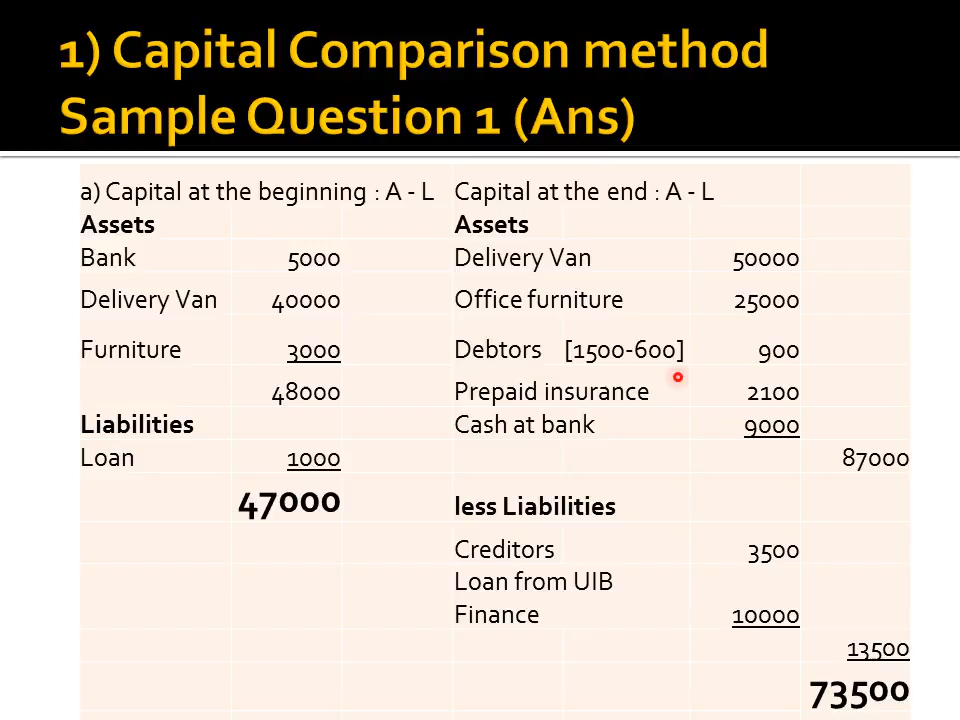 1) Capital Comparison method
Sample Question 1 (Ans)
a) Capital at the beginning : A - L Capital at the end : A - L
Assets Assets
Bank 5000 Delivery Van 50000
Delivery Van 40000 Office furniture 25000
Furniture 3000 Debtors [1500-600] 900
48000 Prepaid insurance 2100
Liabilities Cash at bank 9000
Loan 1000 87000
47000 less Liabilities
Creditors 3500
Loan from UIB
Finance 10000
13500
73500